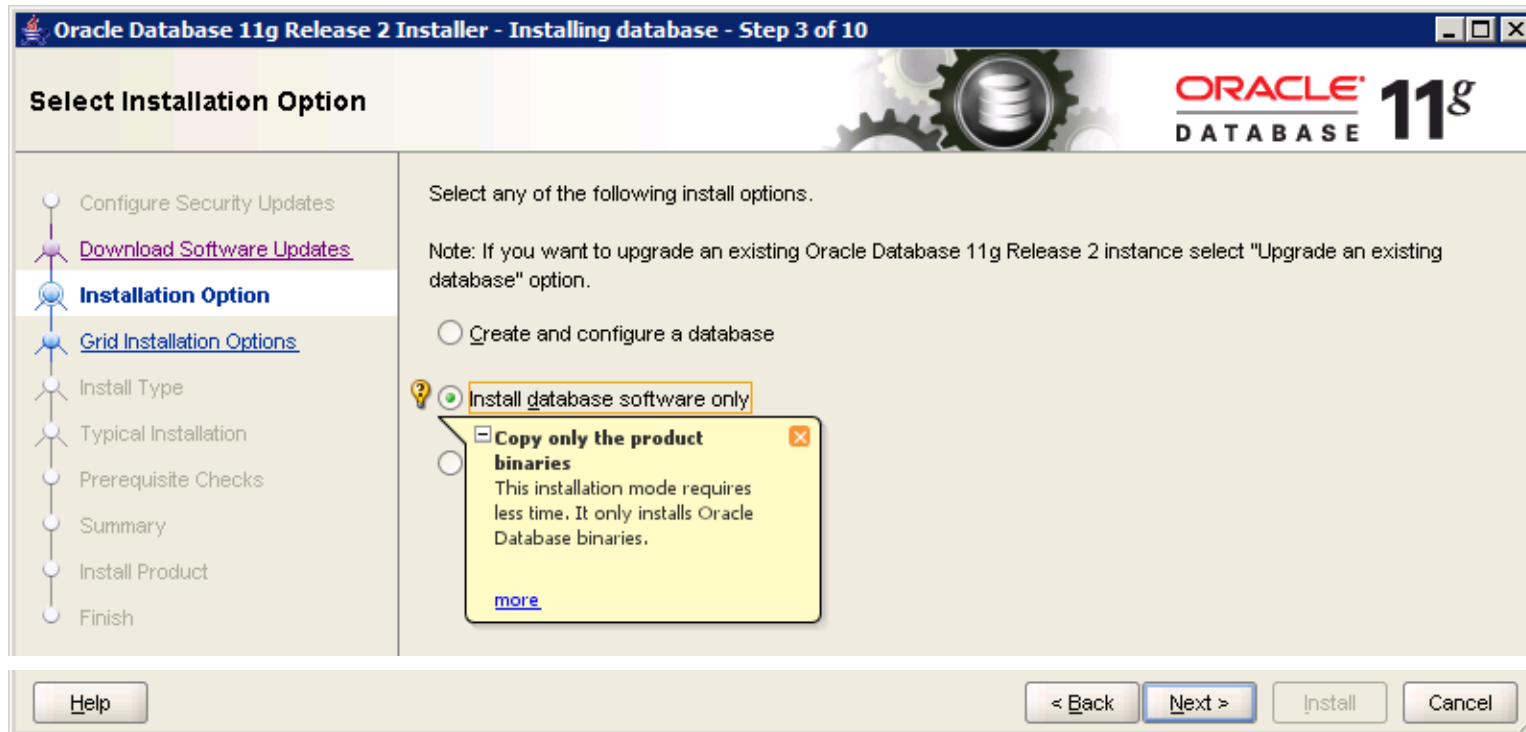 Oracle Database 11g Release 2 Installer - Installing database - Step 3 of 10
Select Installation Option
ORACLE
DATABASE
11g
Configure Security Updates
Download Software Updates
Installation Option
Grid Installation Options
Install Type
Typical Installation
Prerequisite Checks
Summary
Install Product
Finish
Select any of the following install options.
Note: If you want to upgrade an existing Oracle Database 11g Release 2 instance select "Upgrade an existing
database" option.
Create and configure a database
Install database software only
Copy only the product
binaries
This installation mode requires
less time. It only installs Oracle
Database binaries.
more
Help
< Back
Next >
Install
Cancel